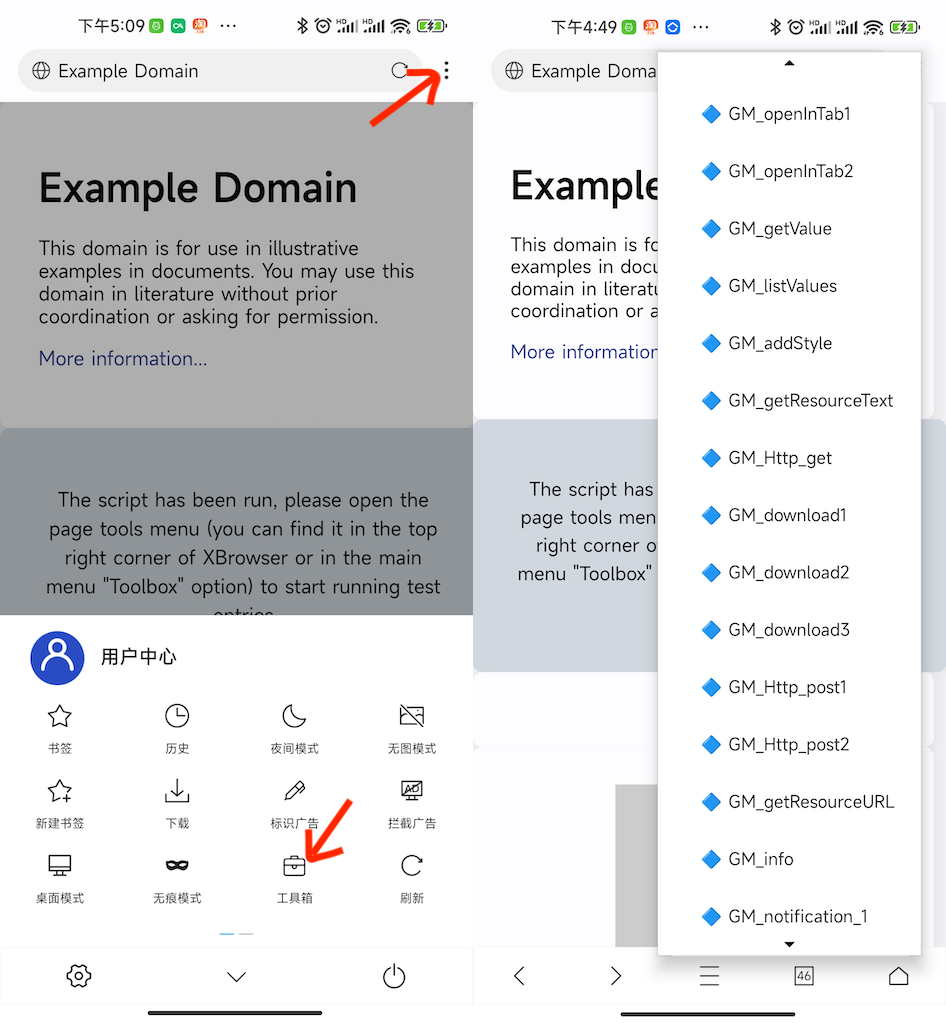 下午5:09
HD
HD
Example Domain
Example Domain
This domain is for use in illustrative
examples in documents. You may use this
domain in literature without prior
coordination or asking for permission.
More information...
The script has been run, please open the
page tools menu (you can find it in the top
right corner of XBrowser or in the main
menu "Toolbox" option) to start running test
entries
用户中心
书签
历史
夜间模式
无图模式
新建书签
下载
标识广告
AD
拦截广告
桌面模式
无痕模式
工具箱
刷新
下午4:49
HD
HD
Example Doma
Example
This domain is fo
examples in docu
domain in literatu
coordination or a
More information
The script has
page tools men
right corner o
menu "Toolbox"
GM_openInTab1
GM_openInTab2
GM_getValue
GM_listValues
GM_addStyle
GM_getResourceText
GM_Http_get
GM_download1
GM_download2
GM_download3
GM_Http_post1
GM_Http_post2
GM_getResourceURL
GM_info
GM_notification_1
46